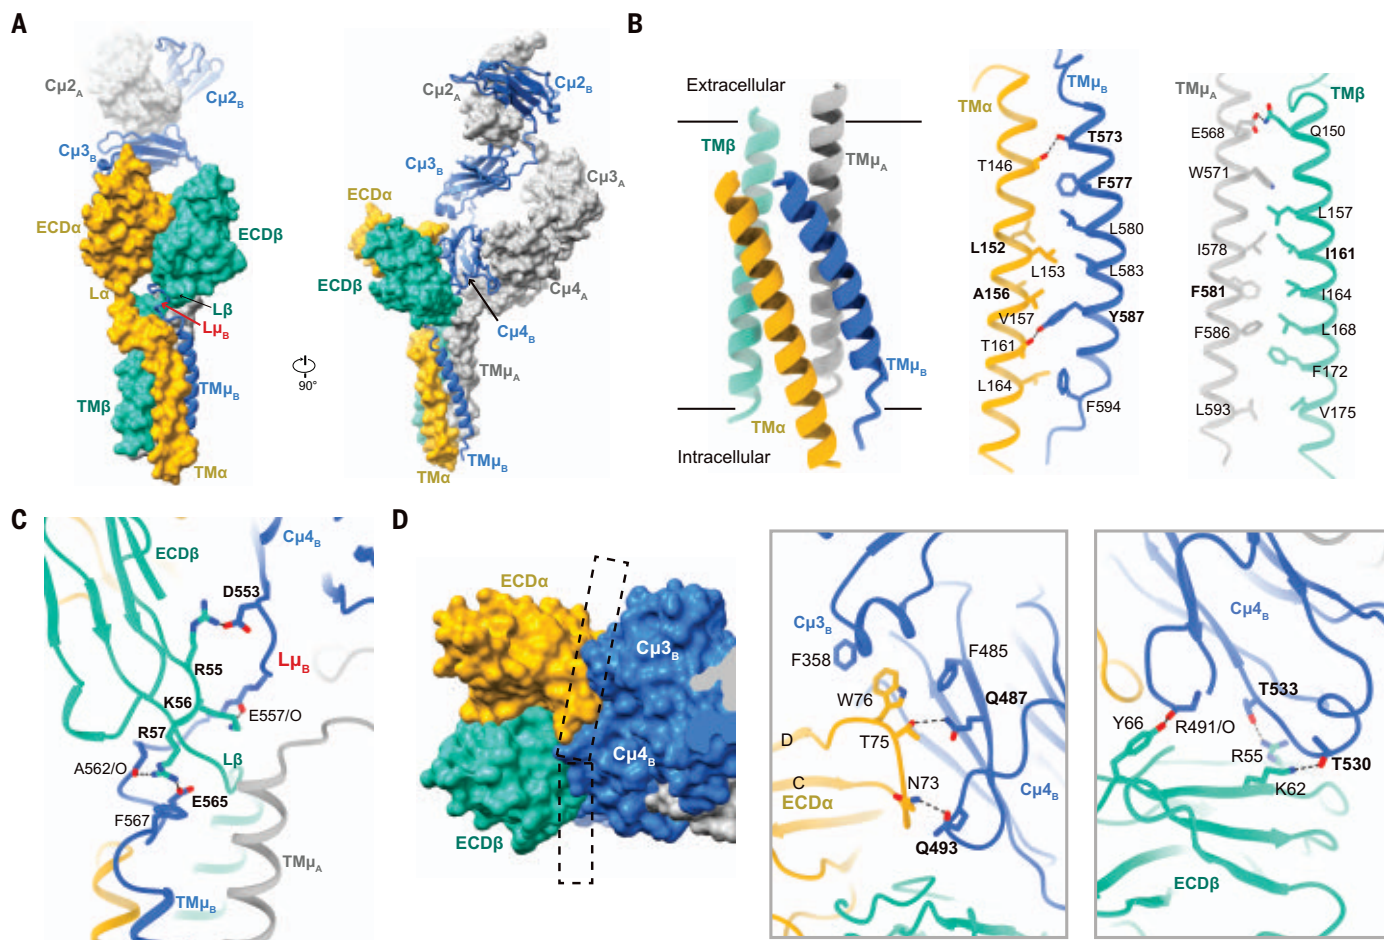 A
Cμ2A
Cμ2B
Cμ3B
ECDα
ECDβ
Lα
Lβ
LμB
TMμB
TMβ
TMα
90°
Cμ2A
Cμ2B
Cμ3B
Cμ3A
ECDα
ECDβ
Cμ4A
Cμ4B
TMμA
TMμB
TMα
B
Extracellular
TMβ
TMμA
TMμB
TMα
Intracellular
TMμB
TMα
T573
T146
F577
L580
L152
L153
L583
A156
V157
Y587
T161
L164
F594
TMμA
TMβ
E568
Q150
W571
L157
I578
I161
F581
I164
F586
L168
F172
L593
V175
C
Cμ4B
ECDβ
D553
R55
LμB
K56
E557/O
R57
Lβ
A562/O
E565
F567
TMμA
TMμB
D
ECDα
Cμ3B
Cμ4B
ECDβ
Cμ3B
F358
F485
W76
Q487
D
T75
C
N73
ECDα
Cμ4B
Q493
Cμ4B
T533
Y66
R491/O
R55
T530
K62
ECDβ